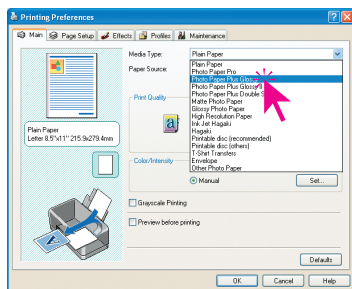 Printing Preferences
Main Page Setup Effects Profiles Maintenance
Media Type: Plain Paper
Plain Paper
Photo Paper Pro
Photo Paper Plus Glossy
Photo Paper Plus Glossy II
Photo Paper Plus Double
Matte Photo Paper
Glossy Photo Paper
High Resolution Paper
Ink Jet Hagaki
Hagaki
Printable disc (recommended)
Printable disc (others)
T-Shirt Transfers
Envelope
Other Photo Paper
Paper Source:
Print Quality
a
Plain Paper
Letter 8.5"x11" 215.9x279.4mm
Color/Intensity
Manual Set...
Grayscale Printing
Preview before printing
Defaults
OK Cancel Help